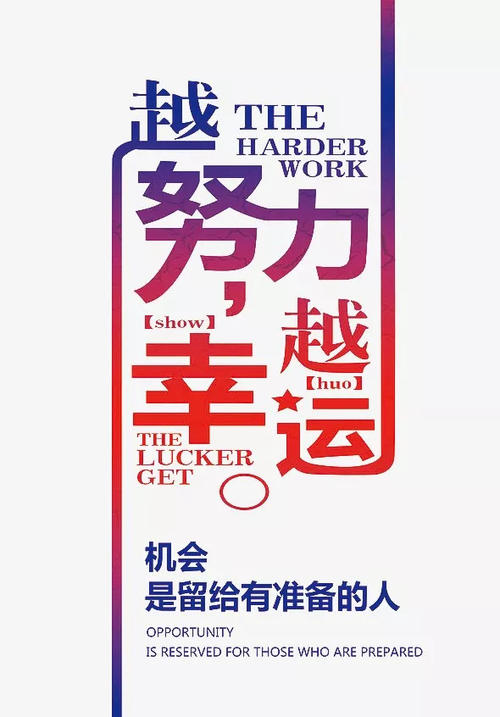 越
THE
HARDER
WORK
努力，
【show】
越
幸
【huo】
运。
THE
LUCKER
GET
机会
是留给有准备的人
OPPORTUNITY
IS RESERVED FOR THOSE WHO ARE PREPARED